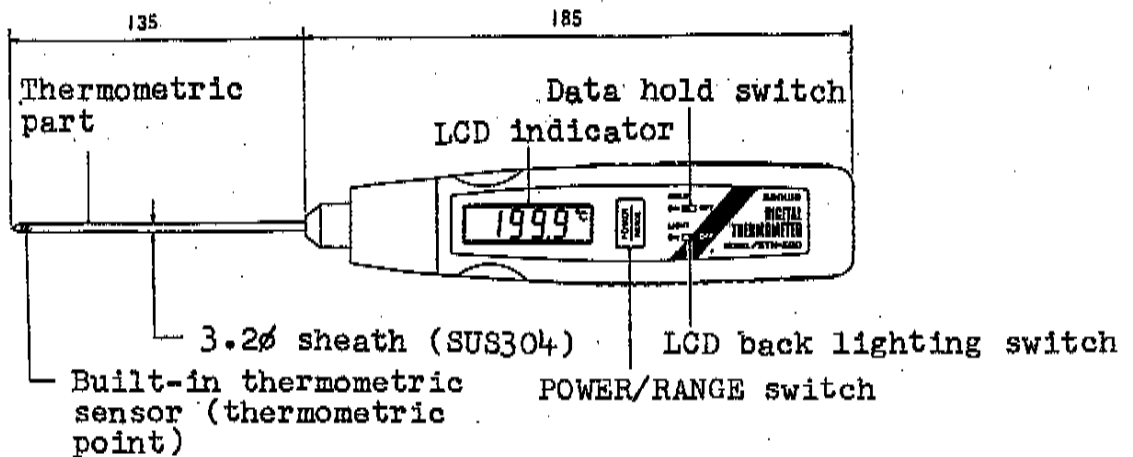 135
185
Thermometric
part
Data hold switch
LCD indicator
199.9
°C
POWER
RANGE
DIGITAL
THERMOMETER
3.2ø sheath (SUS304)
LCD back lighting switch
Built-in thermometric
sensor (thermometric
point)
POWER/RANGE switch